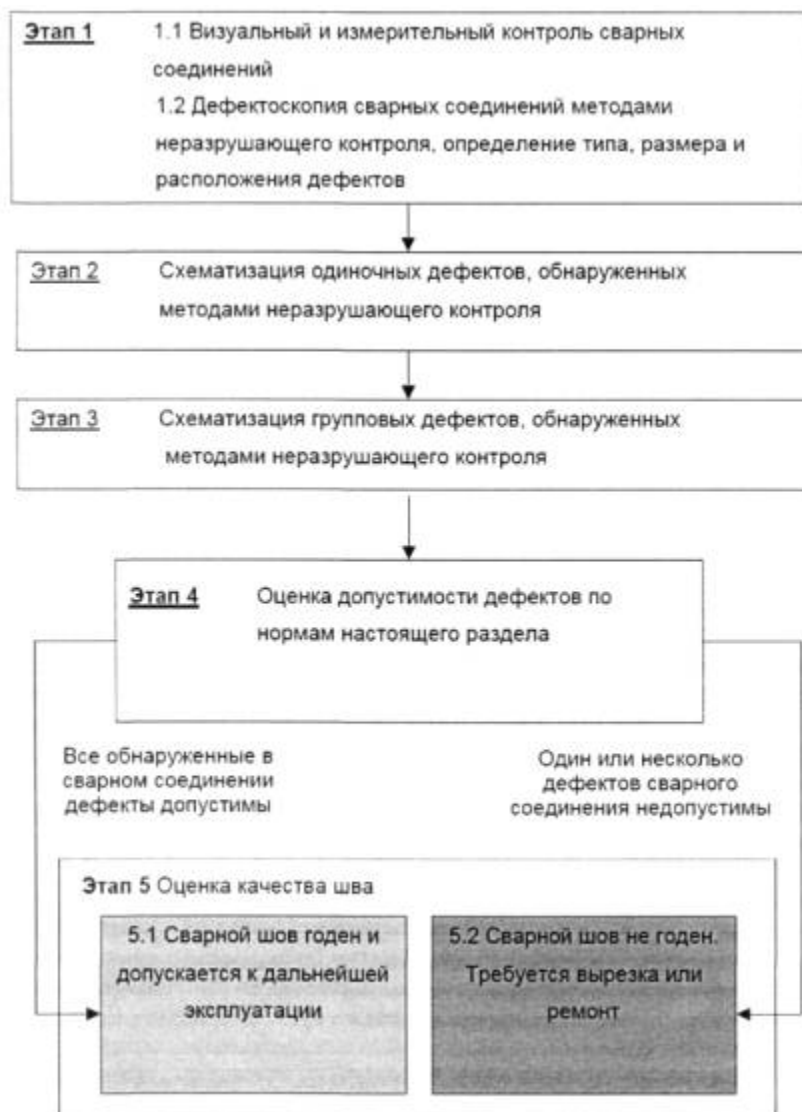 Этап 1 1.1 Визуальный и измерительный контроль сварных
соединений
1.2 Дефектоскопия сварных соединений методами
неразрушающего контроля, определение типа, размера и
расположения дефектов
Этап 2 Схематизация одиночных дефектов, обнаруженных
методами неразрушающего контроля
Этап 3 Схематизация групповых дефектов, обнаруженных
методами неразрушающего контроля
Этап 4 Оценка допустимости дефектов по
нормам настоящего раздела
Все обнаруженные в
сварном соединении
дефекты допустимы
Один или несколько
дефектов сварного
соединения недопустимы
Этап 5 Оценка качества шва
5.1 Сварной шов годен и
допускается к дальнейшей
эксплуатации
5.2 Сварной шов не годен.
Требуется вырезка или
ремонт